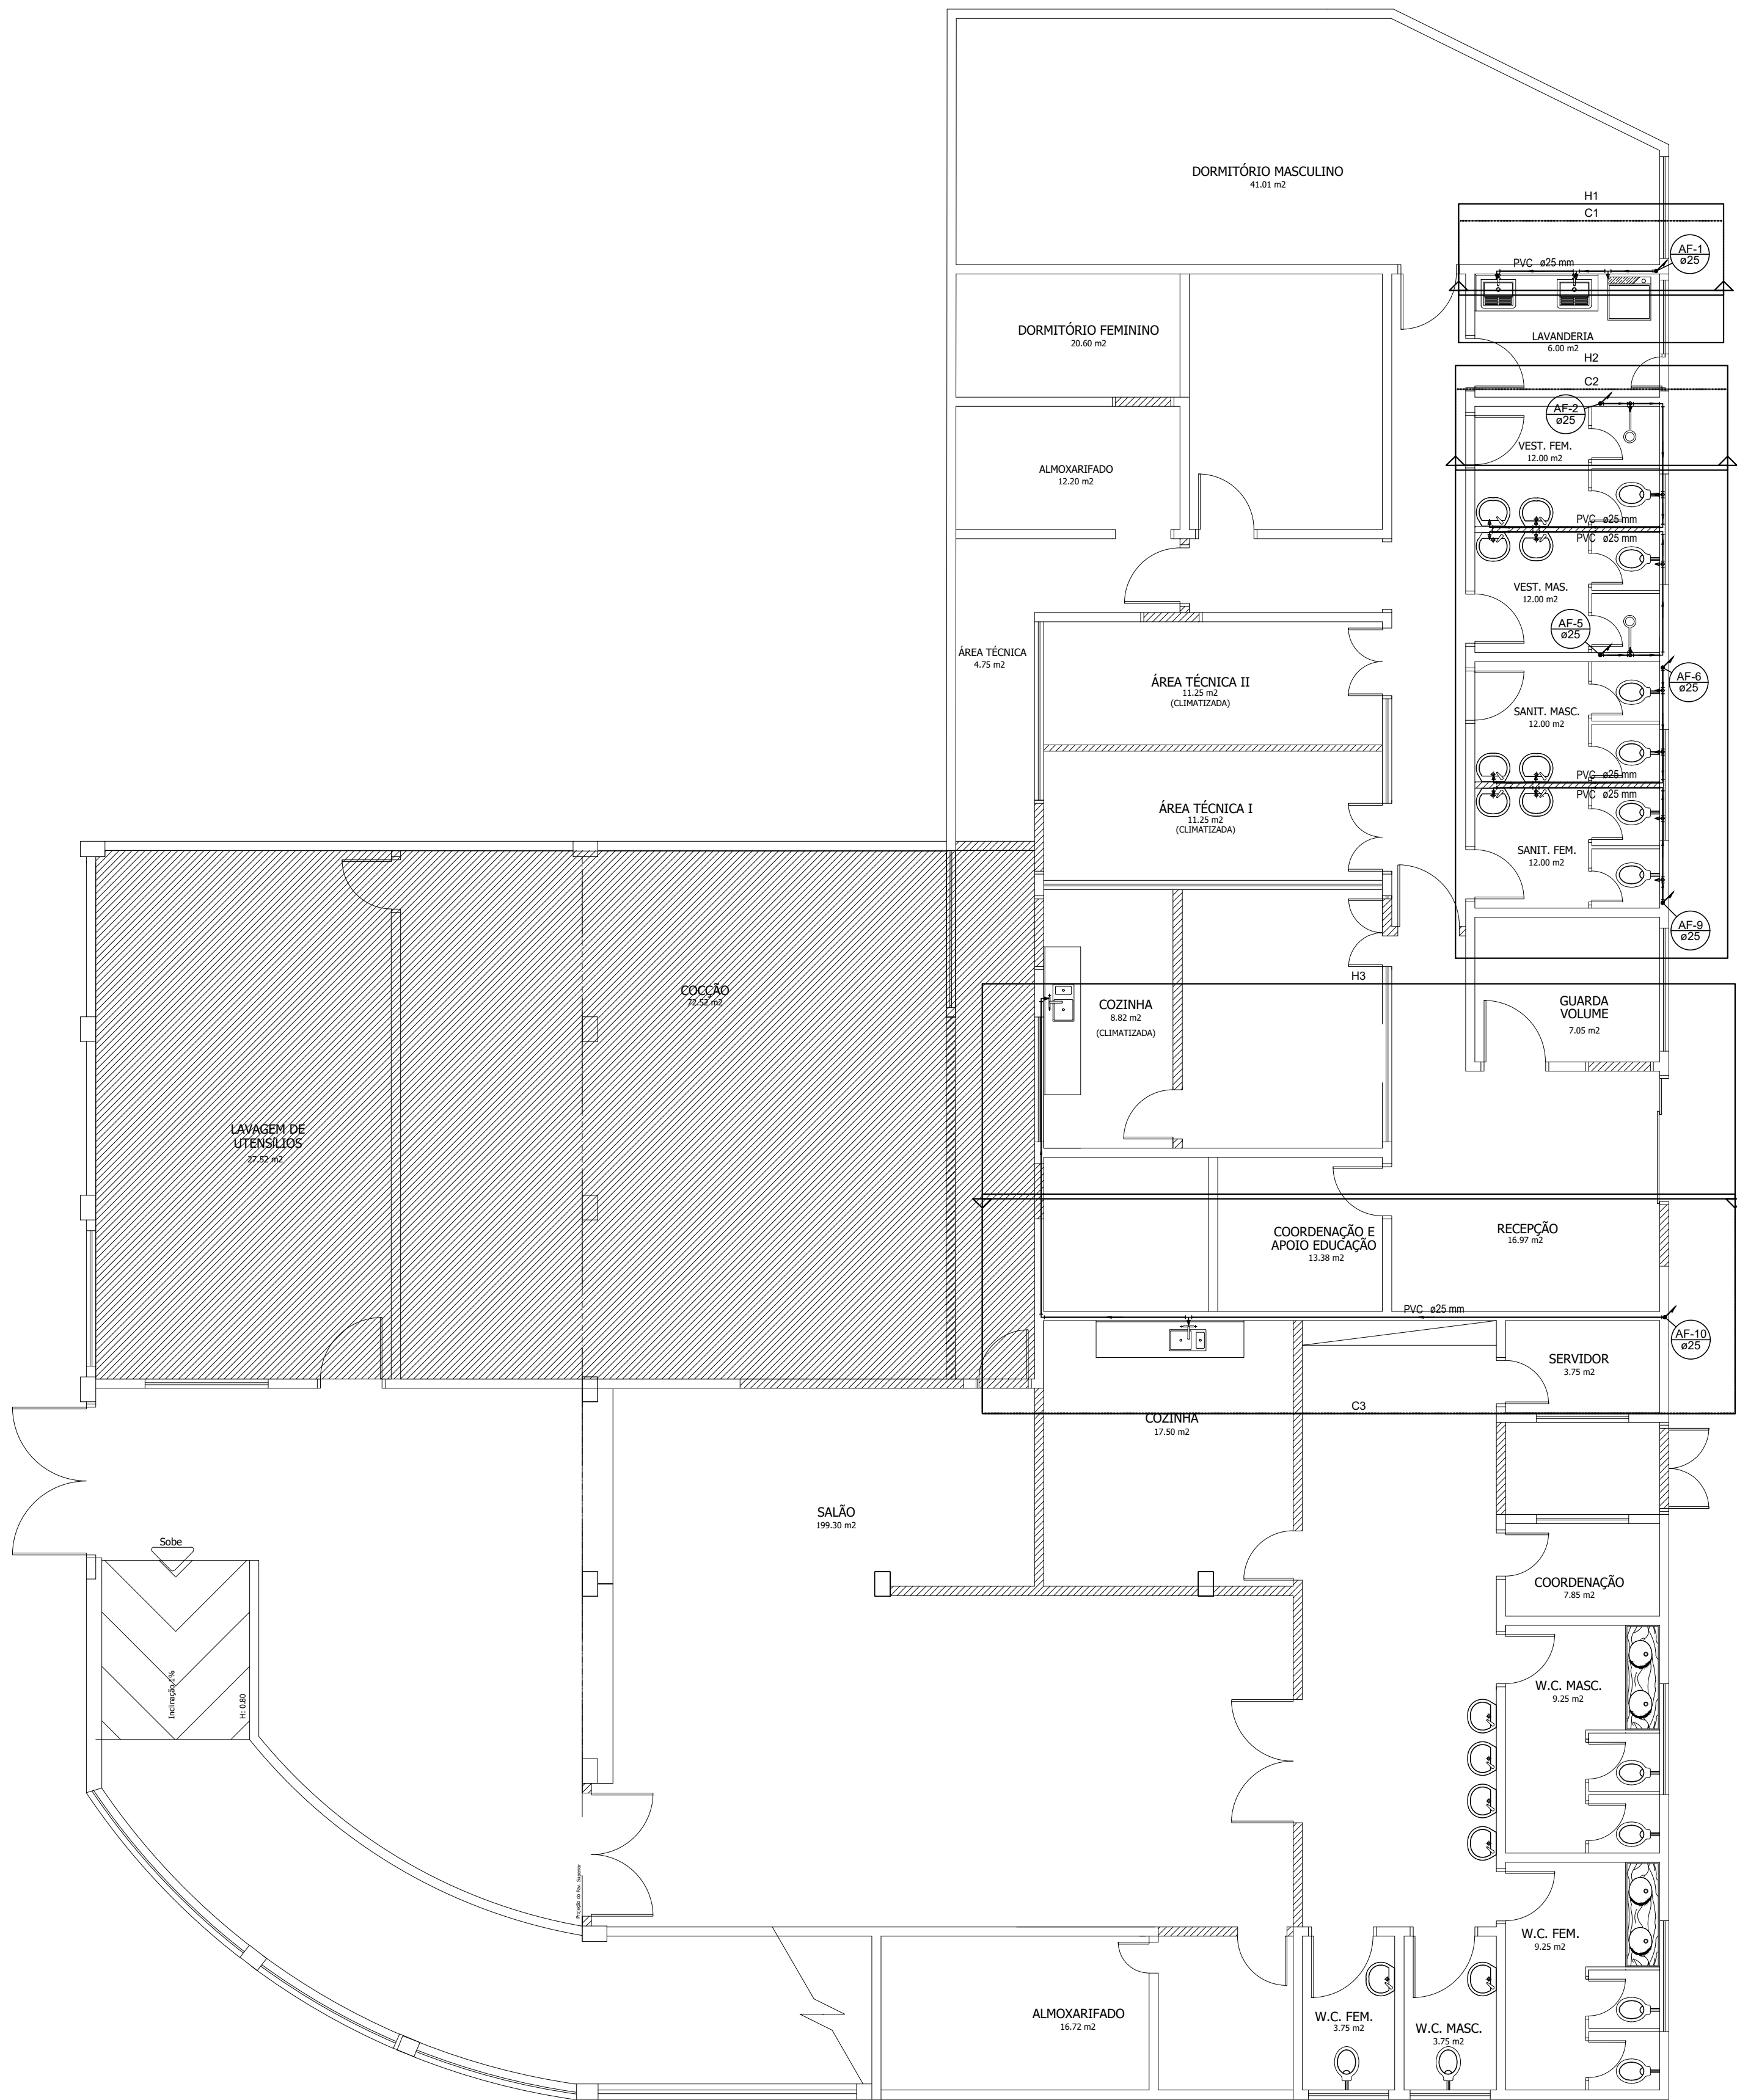 DORMITÓRIO MASCULINO
41.01 m2
H1
C1
AF-1
ø25
PVC ø25 mm
LAVANDERIA
6.00 m2
DORMITÓRIO FEMININO
20.60 m2
H2
C2
AF-2
ø25
VEST. FEM.
12.00 m2
ALMOXARIFADO
12.20 m2
PVC ø25 mm
PVC ø25 mm
VEST. MAS.
12.00 m2
AF-5
ø25
ÁREA TÉCNICA
4.75 m2
ÁREA TÉCNICA II
11.25 m2
(CLIMATIZADA)
AF-6
ø25
SANIT. MASC.
12.00 m2
PVC ø25 mm
PVC ø25 mm
ÁREA TÉCNICA I
11.25 m2
(CLIMATIZADA)
SANIT. FEM.
12.00 m2
AF-9
ø25
H3
COCÇÃO
72.52 m2
COZINHA
8.82 m2
(CLIMATIZADA)
GUARDA
VOLUME
7.05 m2
LAVAGEM DE
UTENSÍLIOS
27.52 m2
COORDENAÇÃO E
APOIO EDUCAÇÃO
13.38 m2
RECEPÇÃO
16.97 m2
PVC ø25 mm
AF-10
ø25
SERVIDOR
3.75 m2
C3
COZINHA
17.50 m2
SALÃO
199.30 m2
Sobe
COORDENAÇÃO
7.85 m2
Inclinação 1%
H: 0.80
W.C. MASC.
9.25 m2
Projeção do Pav. Superior
W.C. FEM.
9.25 m2
ALMOXARIFADO
16.72 m2
W.C. FEM.
3.75 m2
W.C. MASC.
3.75 m2